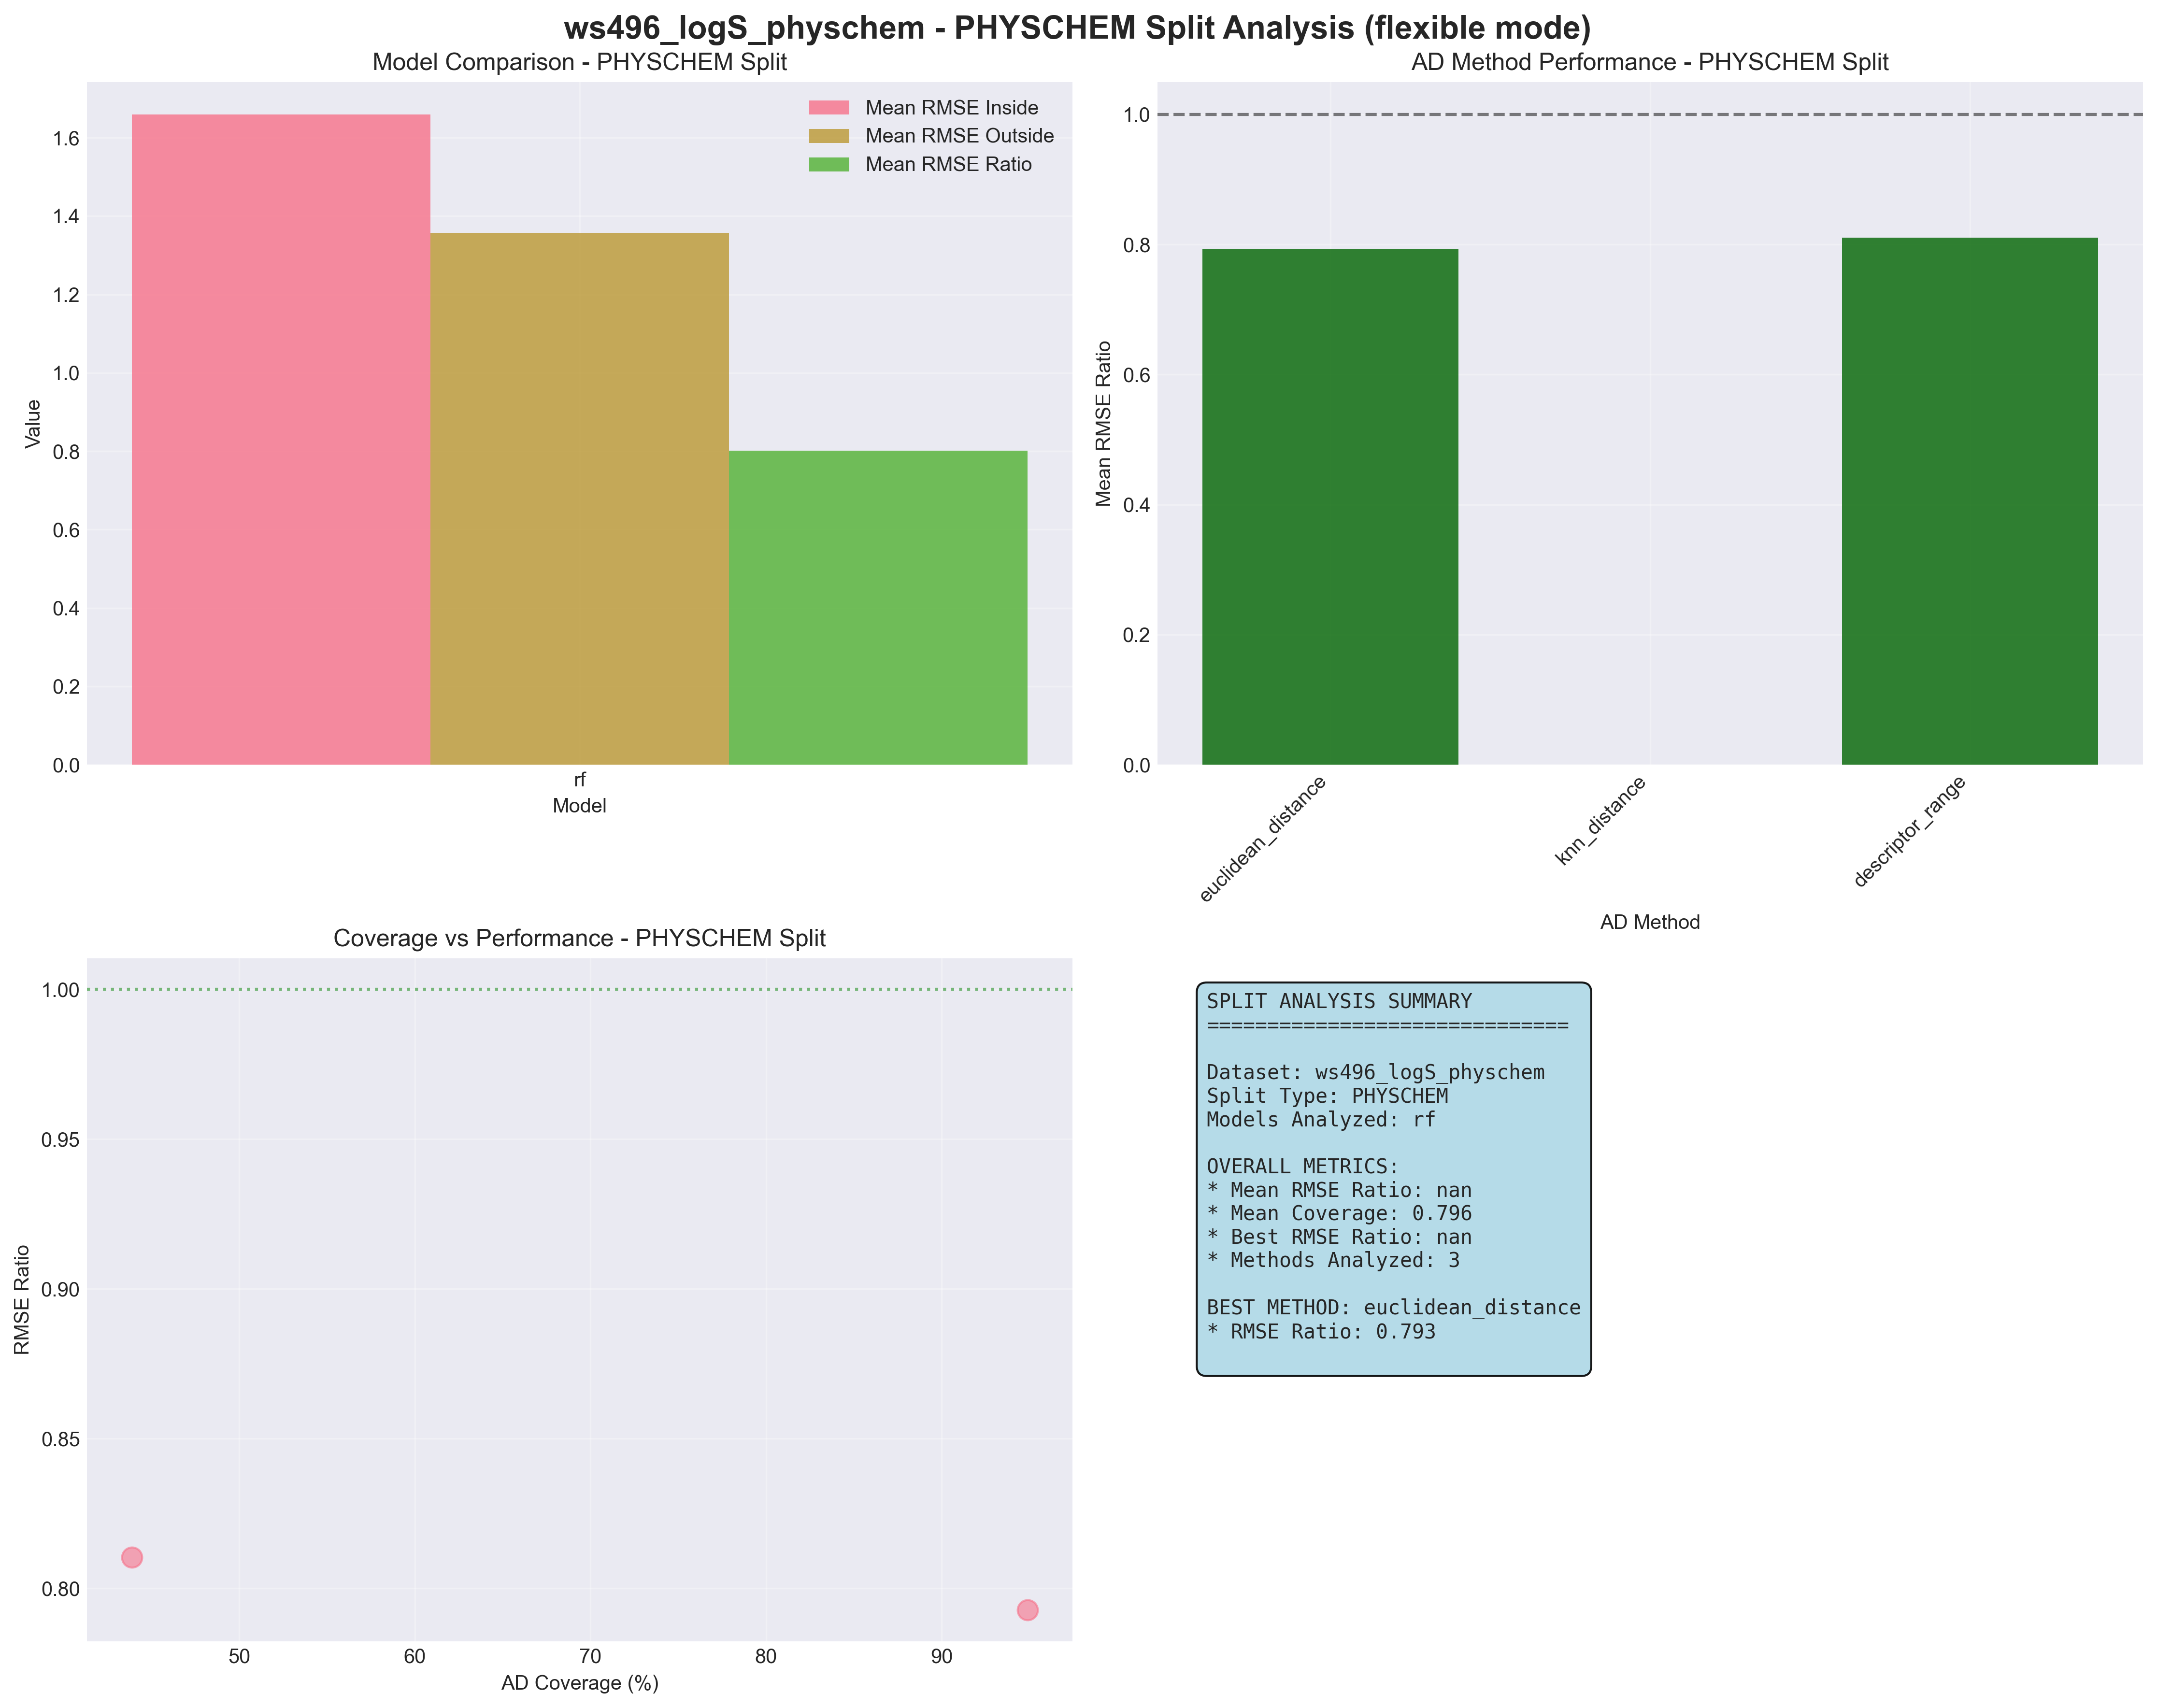 ws496_logS_physchem - PHYSCHEM Split Analysis (flexible mode)
Model Comparison - PHYSCHEM Split
Mean RMSE Inside
Mean RMSE Outside
Mean RMSE Ratio
Value
1.6
1.4
1.2
1.0
0.8
0.6
0.4
0.2
0.0
rf
Model
AD Method Performance - PHYSCHEM Split
Mean RMSE Ratio
1.0
0.8
0.6
0.4
0.2
0.0
euclidean_distance
knn_distance
descriptor_range
AD Method
Coverage vs Performance - PHYSCHEM Split
RMSE Ratio
1.00
0.95
0.90
0.85
0.80
50 60 70 80 90
AD Coverage (%)
SPLIT ANALYSIS SUMMARY
==============================
Dataset: ws496_logS_physchem
Split Type: PHYSCHEM
Models Analyzed: rf
OVERALL METRICS:
* Mean RMSE Ratio: nan
* Mean Coverage: 0.796
* Best RMSE Ratio: nan
* Methods Analyzed: 3
BEST METHOD: euclidean_distance
* RMSE Ratio: 0.793